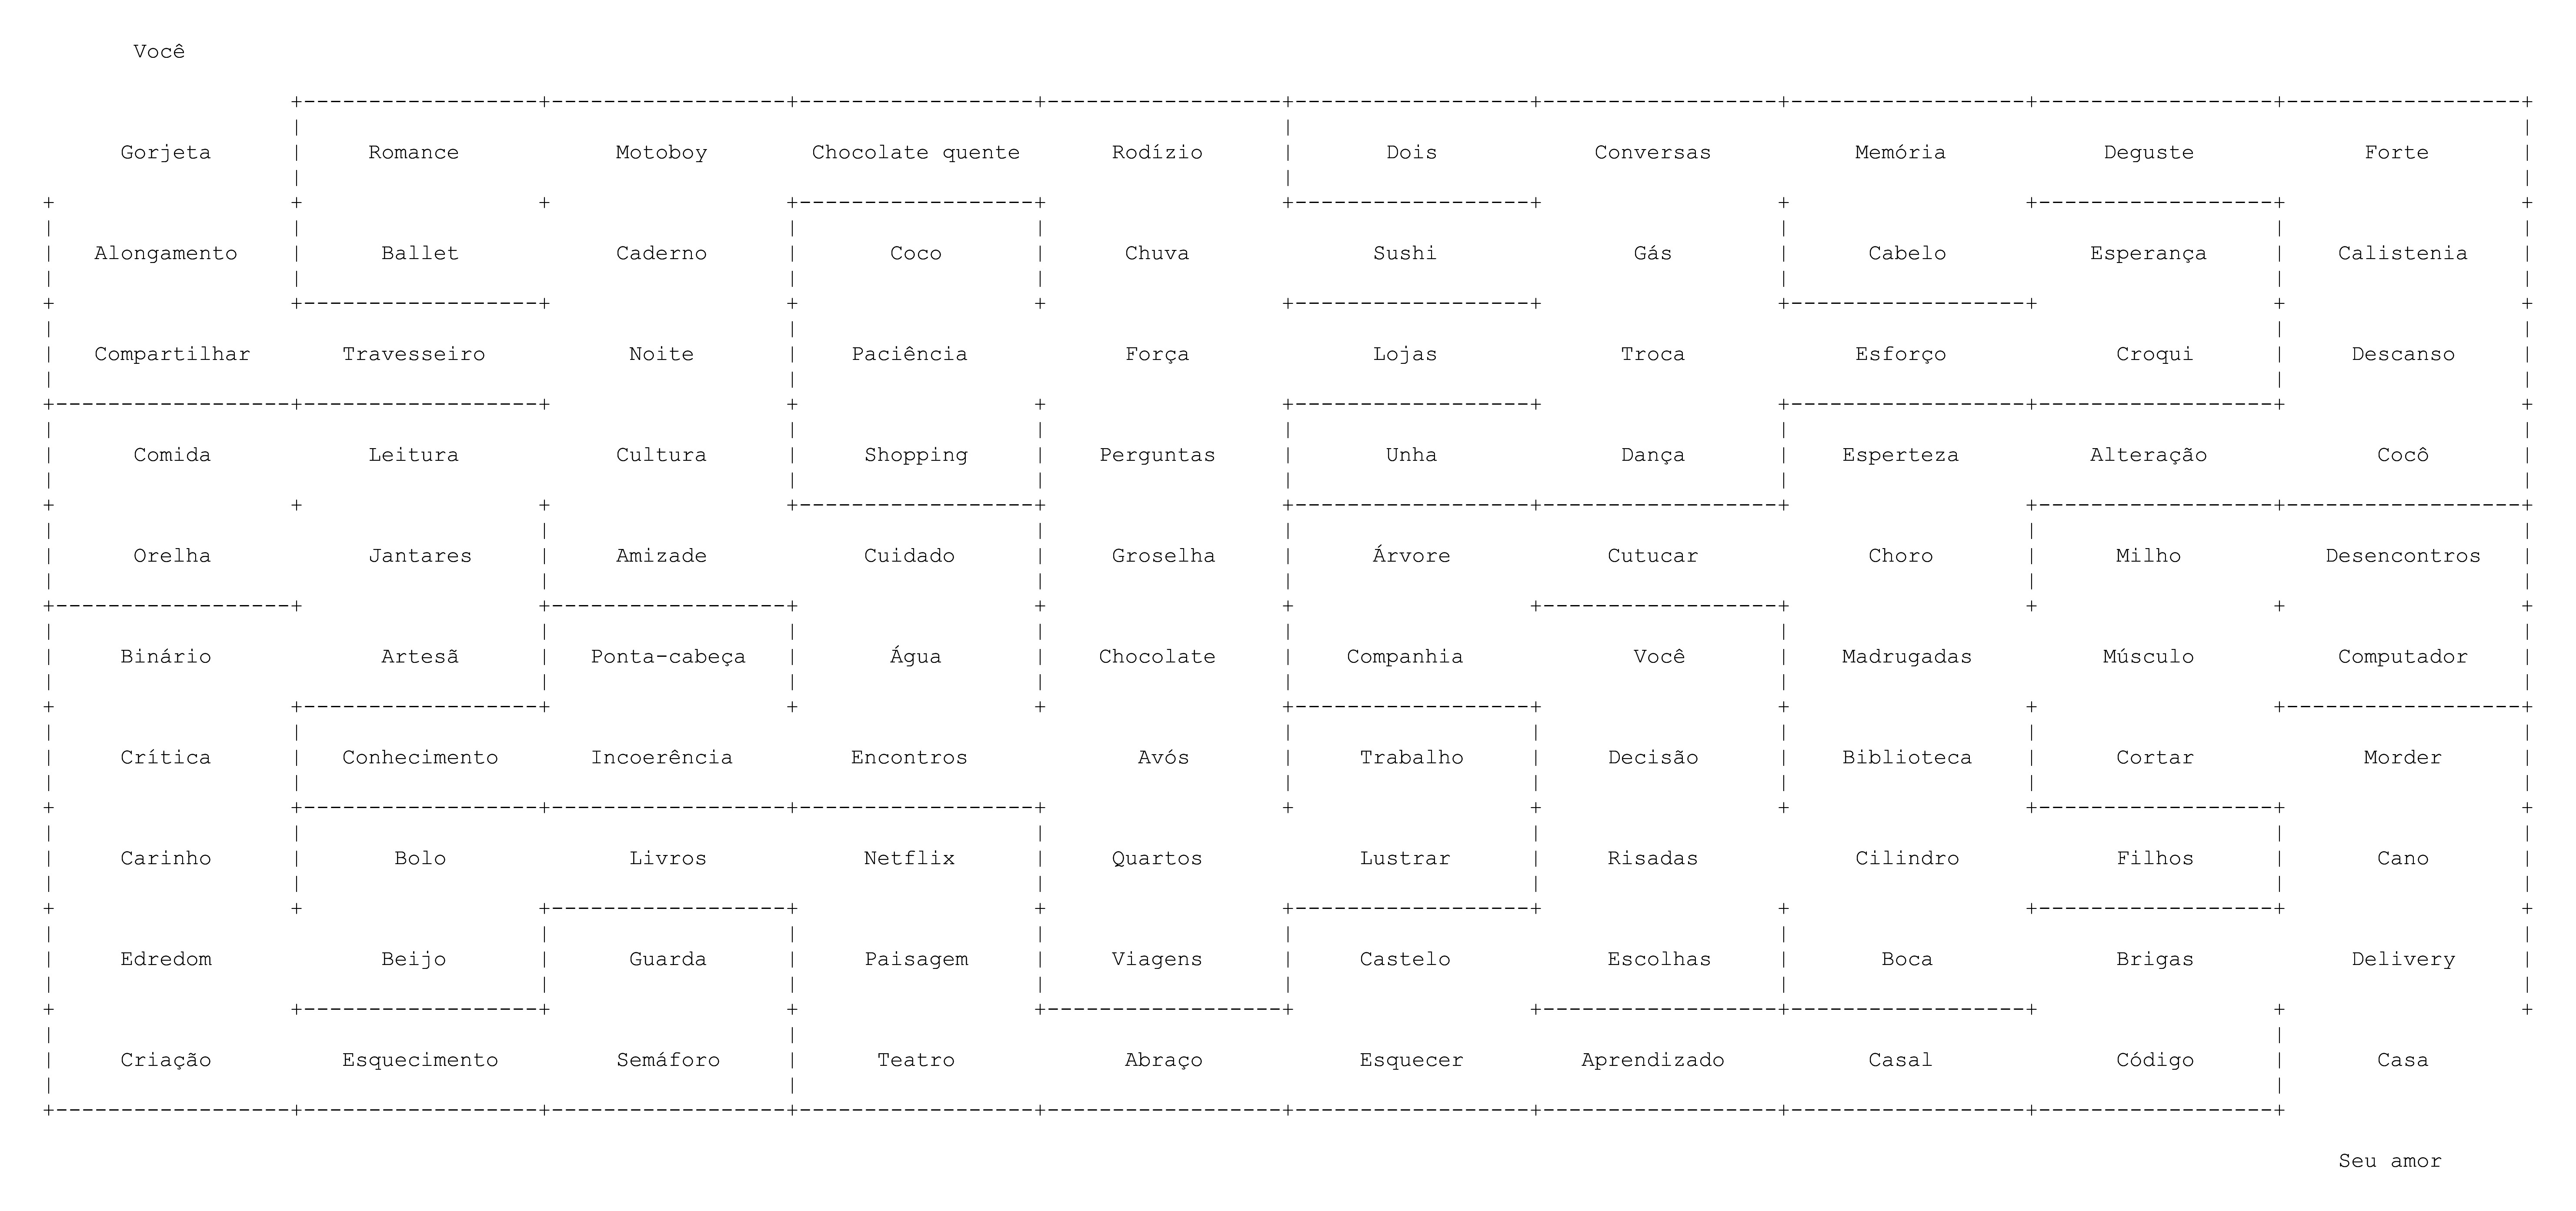 Você
Gorjeta Romance Motoboy Chocolate quente Rodízio Dois Conversas Memória Deguste Forte
Alongamento Ballet Caderno Coco Chuva Sushi Gás Cabelo Esperança Calistenia
Compartilhar Travesseiro Noite Paciência Força Lojas Troca Esforço Croqui Descanso
Comida Leitura Cultura Shopping Perguntas Unha Dança Esperteza Alteração Cocô
Orelha Jantares Amizade Cuidado Groselha Árvore Cutucar Choro Milho Desencontros
Binário Artesã Ponta-cabeça Água Chocolate Companhia Você Madrugadas Músculo Computador
Crítica Conhecimento Incoerência Encontros Avós Trabalho Decisão Biblioteca Cortar Morder
Carinho Bolo Livros Netflix Quartos Lustrar Risadas Cilindro Filhos Cano
Edredom Beijo Guarda Paisagem Viagens Castelo Escolhas Boca Brigas Delivery
Criação Esquecimento Semáforo Teatro Abraço Esquecer Aprendizado Casal Código Casa
Seu amor